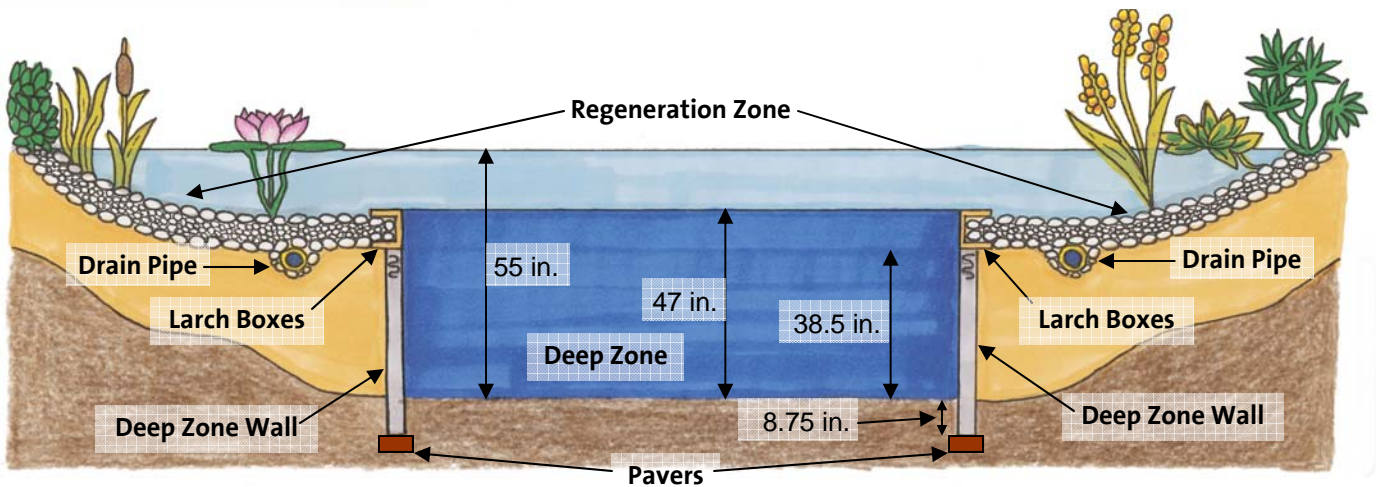 Regeneration Zone
Drain Pipe
55 in.
Drain Pipe
47 in.
38.5 in.
Larch Boxes
Larch Boxes
Deep Zone
Deep Zone Wall
8.75 in.
Deep Zone Wall
Pavers